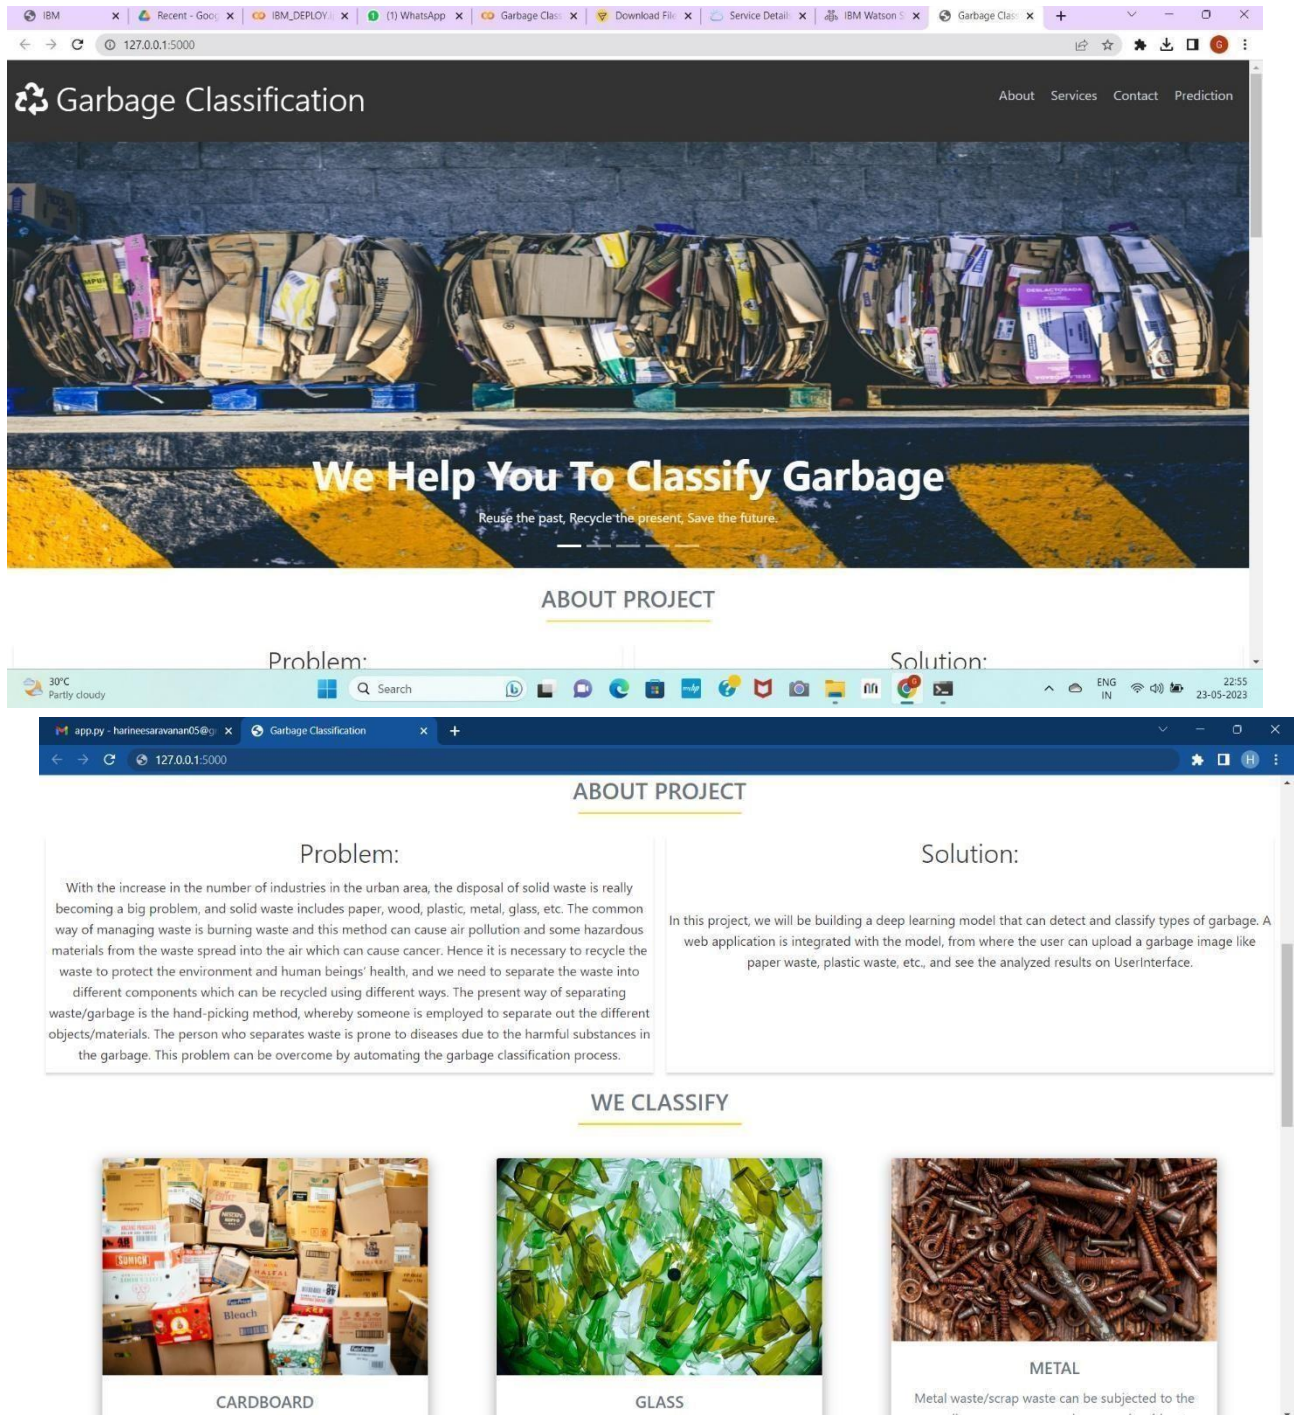 IBM
Recent - Goog
IBM_DEPLOY.i
(1) WhatsApp
Garbage Class
Download File
Service Details
IBM Watson S
Garbage Class
127.0.0.1:5000
Garbage Classification
About Services Contact Prediction
We Help You To Classify Garbage
Reuse the past, Recycle the present, Save the future.
ABOUT PROJECT
Problem:
Solution:
30°C
Partly cloudy
Search
ENG
IN
22:55
23-05-2023
app.py - harineesaravanan05@g
Garbage Classification
127.0.0.1:5000
H
ABOUT PROJECT
Problem:
With the increase in the number of industries in the urban area, the disposal of solid waste is really
becoming a big problem, and solid waste includes paper, wood, plastic, metal, glass, etc. The common
way of managing waste is burning waste and this method can cause air pollution and some hazardous
materials from the waste spread into the air which can cause cancer. Hence it is necessary to recycle the
waste to protect the environment and human beings' health, and we need to separate the waste into
different components which can be recycled using different ways. The present way of separating
waste/garbage is the hand-picking method, whereby someone is employed to separate out the different
objects/materials. The person who separates waste is prone to diseases due to the harmful substances in
the garbage. This problem can be overcome by automating the garbage classification process.
Solution:
In this project, we will be building a deep learning model that can detect and classify types of garbage. A
web application is integrated with the model, from where the user can upload a garbage image like
paper waste, plastic waste, etc., and see the analyzed results on UserInterface.
WE CLASSIFY
SUMICH
Bleach
CARDBOARD
GLASS
METAL
Metal waste/scrap waste can be subjected to the